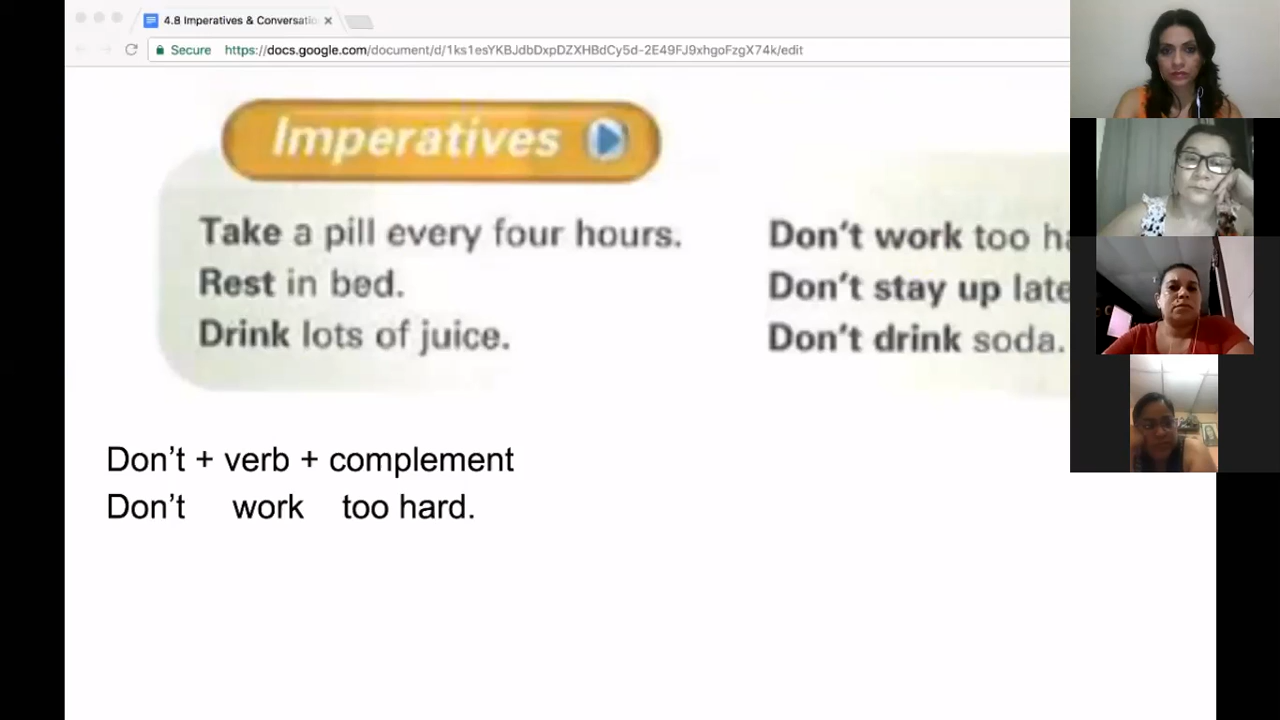 4.8 Imperatives & Conversatio
Secure https://docs.google.com/document/d/1ks1esYKBJdbDxpDZXHBdCy5d-2E49FJ9xhgoFzgX74k/edit
Imperatives
Take a pill every four hours.
Rest in bed.
Drink lots of juice.
Don't work too ha
Don't stay up late
Don't drink soda.
Don't + verb + complement
Don't work too hard.